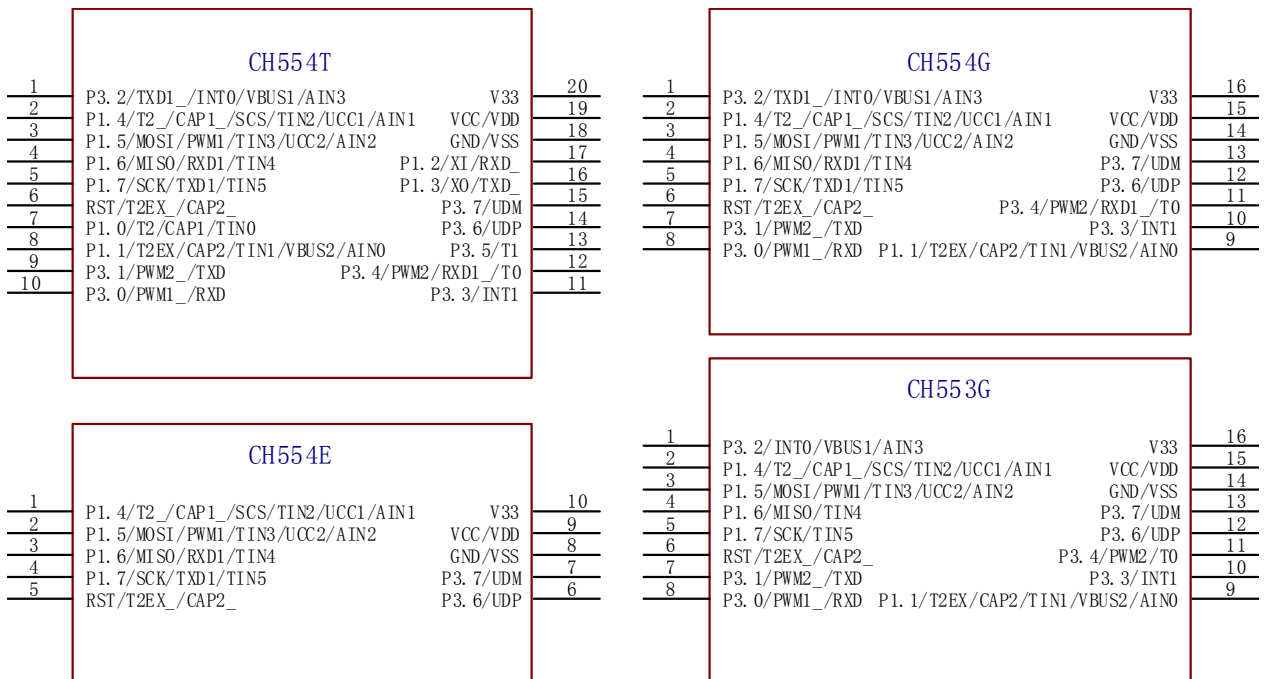 CH554T
1 P3.2/TXD1_/INT0/VBUS1/AIN3 V33 20
2 P1.4/T2_/CAP1_/SCS/TIN2/UCC1/AIN1 VCC/VDD 19
3 P1.5/MOSI/PWM1/TIN3/UCC2/AIN2 GND/VSS 18
4 P1.6/MISO/RXD1/TIN4 P1.2/XI/RXD_ 17
5 P1.7/SCK/TXD1/TIN5 P1.3/XO/TXD_ 16
6 RST/T2EX_/CAP2_ P3.7/UDM 15
7 P1.0/T2/CAP1/TIN0 P3.6/UDP 14
8 P1.1/T2EX/CAP2/TIN1/VBUS2/AIN0 P3.5/T1 13
9 P3.1/PWM2_/TXD P3.4/PWM2/RXD1_/T0 12
10 P3.0/PWM1_/RXD P3.3/INT1 11
CH554G
1 P3.2/TXD1_/INT0/VBUS1/AIN3 V33 16
2 P1.4/T2_/CAP1_/SCS/TIN2/UCC1/AIN1 VCC/VDD 15
3 P1.5/MOSI/PWM1/TIN3/UCC2/AIN2 GND/VSS 14
4 P1.6/MISO/RXD1/TIN4 P3.7/UDM 13
5 P1.7/SCK/TXD1/TIN5 P3.6/UDP 12
6 RST/T2EX_/CAP2_ P3.4/PWM2/RXD1_/T0 11
7 P3.1/PWM2_/TXD P3.3/INT1 10
8 P3.0/PWM1_/RXD P1.1/T2EX/CAP2/TIN1/VBUS2/AIN0 9
CH554E
1 P1.4/T2_/CAP1_/SCS/TIN2/UCC1/AIN1 V33 10
2 P1.5/MOSI/PWM1/TIN3/UCC2/AIN2 VCC/VDD 9
3 P1.6/MISO/RXD1/TIN4 GND/VSS 8
4 P1.7/SCK/TXD1/TIN5 P3.7/UDM 7
5 RST/T2EX_/CAP2_ P3.6/UDP 6
CH553G
1 P3.2/INT0/VBUS1/AIN3 V33 16
2 P1.4/T2_/CAP1_/SCS/TIN2/UCC1/AIN1 VCC/VDD 15
3 P1.5/MOSI/PWM1/TIN3/UCC2/AIN2 GND/VSS 14
4 P1.6/MISO/TIN4 P3.7/UDM 13
5 P1.7/SCK/TIN5 P3.6/UDP 12
6 RST/T2EX_/CAP2_ P3.4/PWM2/T0 11
7 P3.1/PWM2_/TXD P3.3/INT1 10
8 P3.0/PWM1_/RXD P1.1/T2EX/CAP2/TIN1/VBUS2/AIN0 9